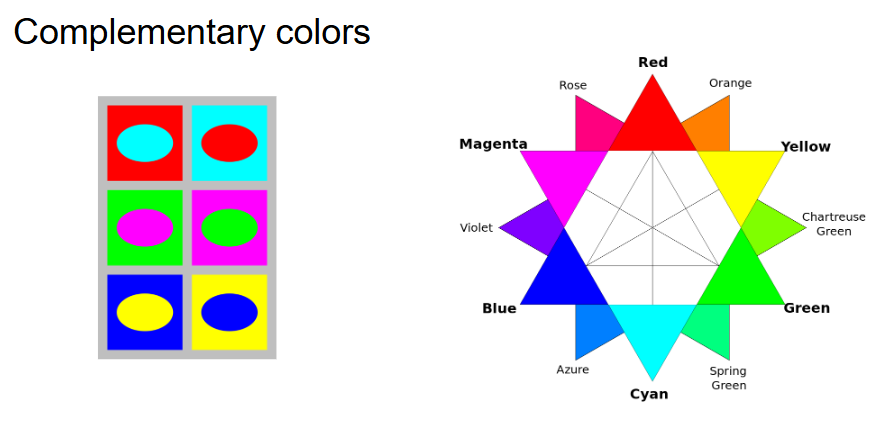 Complementary colors
Red
Rose
Orange
Magenta
Yellow
Violet
Chartreuse
Green
Blue
Green
Azure
Spring
Green
Cyan